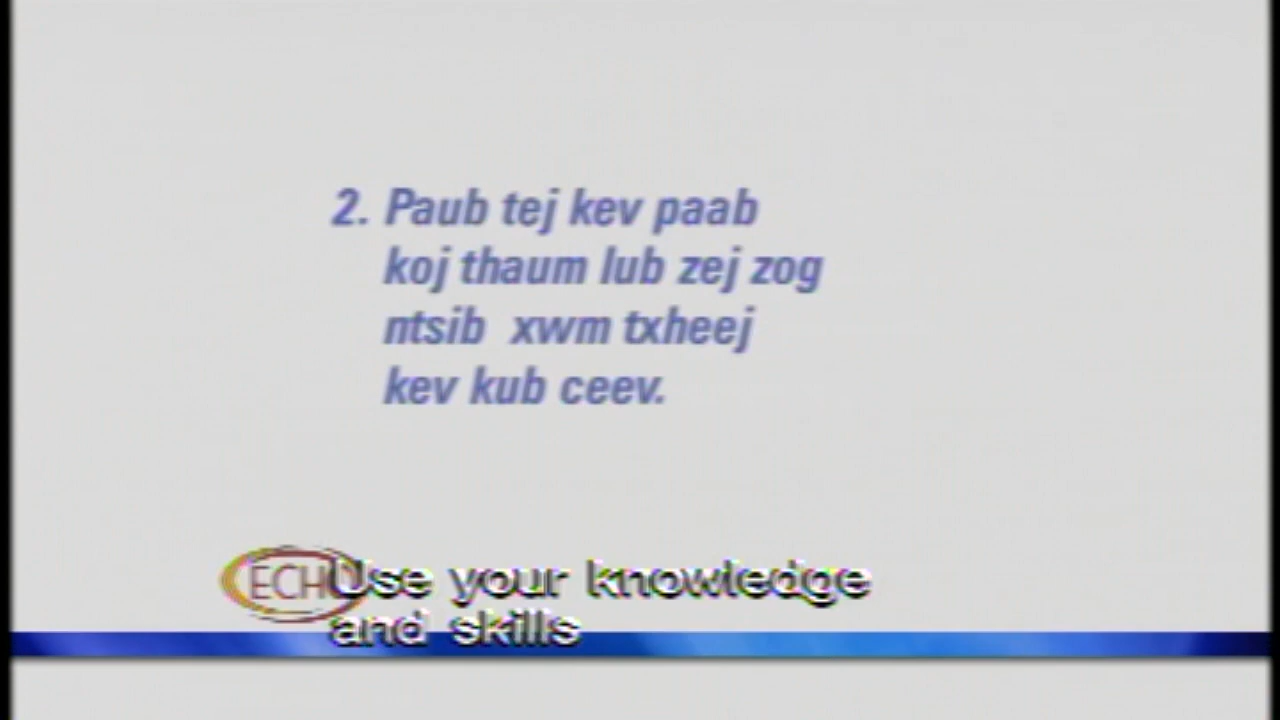 2. Paub tej kev paab
koj thaum lub zej zog
ntsib xwm txheej
kev kub ceev.
ECHO
Use your knowledge
and skills